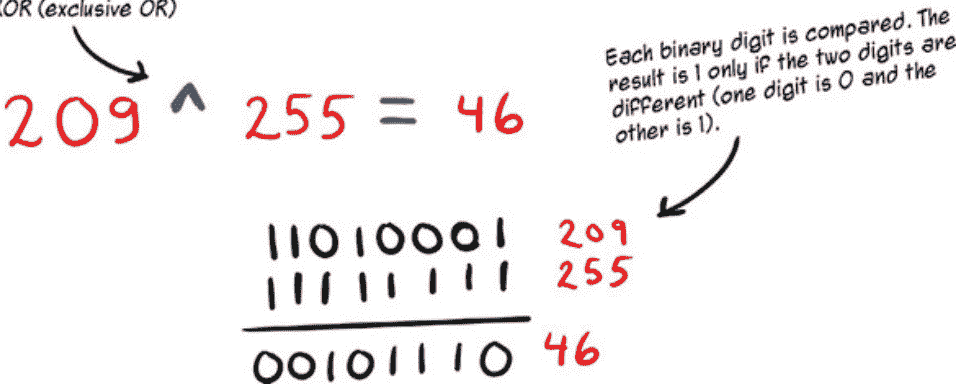 XOR (exclusive OR)
209 ^ 255 = 46
Each binary digit is compared. The
result is 1 only if the two digits are
different (one digit is 0 and the
other is 1).
11010001 209
11111111 255
00101110 46